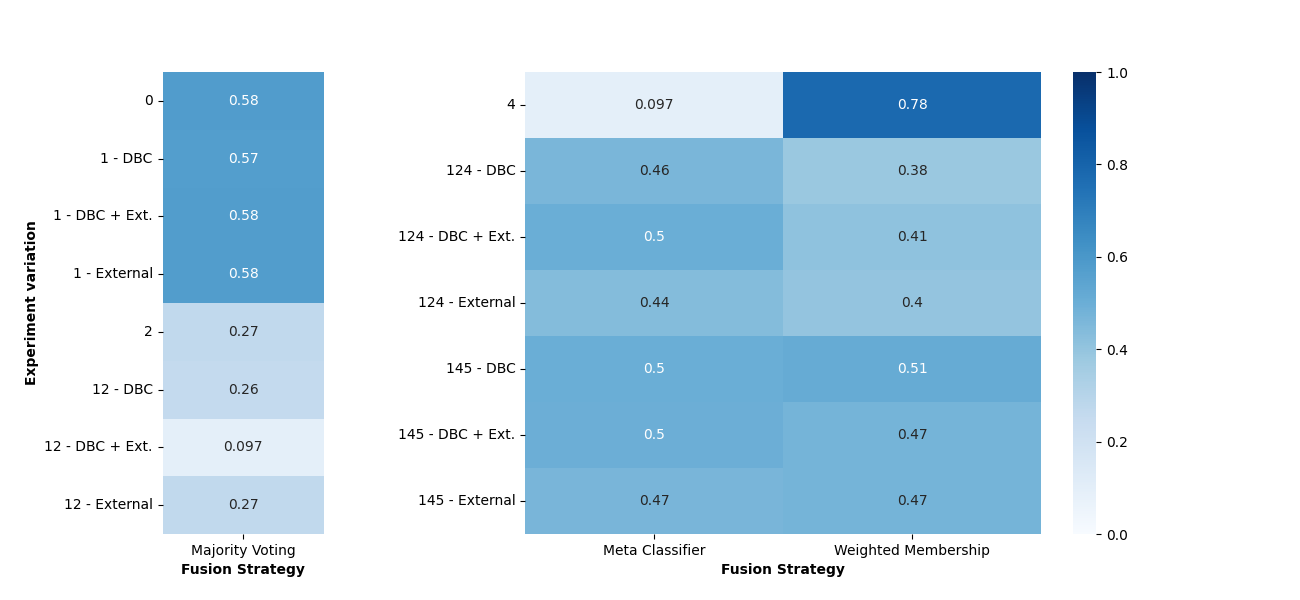 Experiment variation
0
0.58
1 - DBC
0.57
1 - DBC + Ext.
0.58
1 - External
0.58
2
0.27
12 - DBC
0.26
12 - DBC + Ext.
0.097
12 - External
0.27
Majority Voting
Fusion Strategy
4
0.097
0.78
124 - DBC
0.46
0.38
124 - DBC + Ext.
0.5
0.41
124 - External
0.44
0.4
145 - DBC
0.5
0.51
145 - DBC + Ext.
0.5
0.47
145 - External
0.47
0.47
Meta Classifier
Weighted Membership
Fusion Strategy
1.0
0.8
0.6
0.4
0.2
0.0